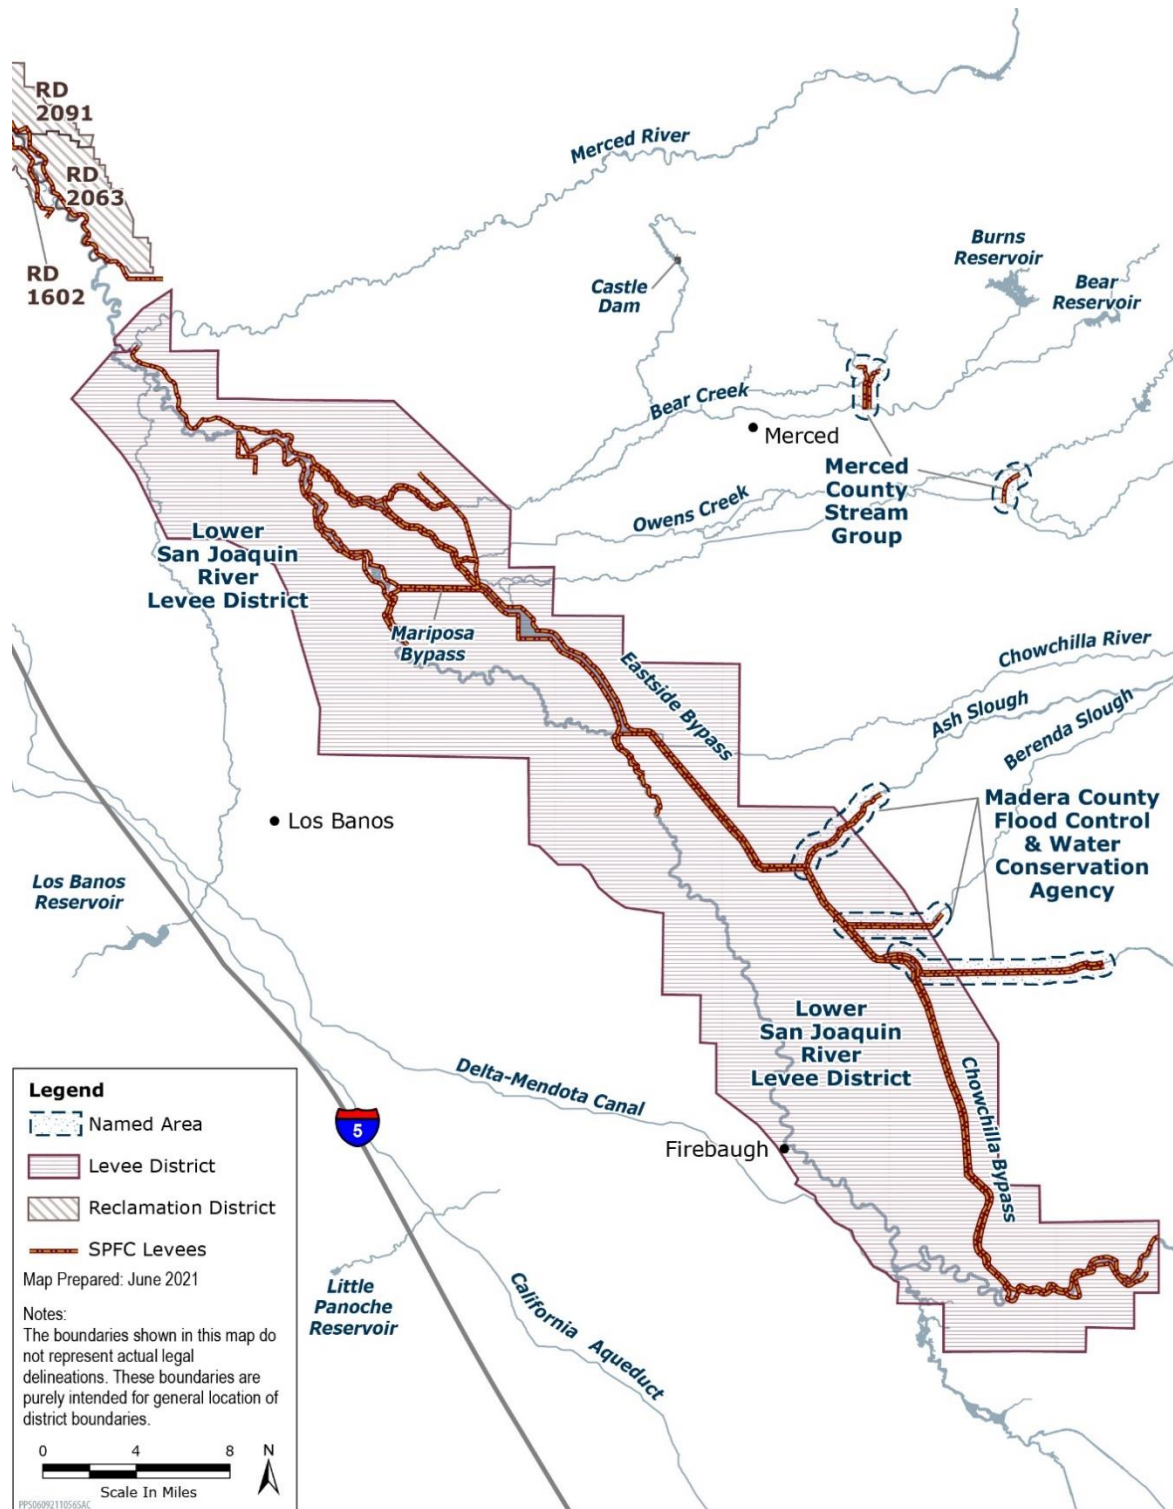 RD
2091
RD
2063
RD
1602
Merced River
Castle
Dam
Burns
Reservoir
Bear
Reservoir
Bear Creek
Merced
Merced
County
Stream
Group
Owens Creek
Lower
San Joaquin
River
Levee District
Mariposa
Bypass
Eastside Bypass
Chowchilla River
Ash Slough
Berenda Slough
Madera County
Flood Control
& Water
Conservation
Agency
Los Banos
Los Banos
Reservoir
Lower
San Joaquin
River
Levee District
Delta-Mendota Canal
Chowchilla Bypass
5
Firebaugh
Little
Panoche
Reservoir
California Aqueduct
Legend
Named Area
Levee District
Reclamation District
SPFC Levees
Map Prepared: June 2021
Notes:
The boundaries shown in this map do
not represent actual legal
delineations. These boundaries are
purely intended for general location of
district boundaries.
0 4 8 N
Scale In Miles
PPS0609211056SAC